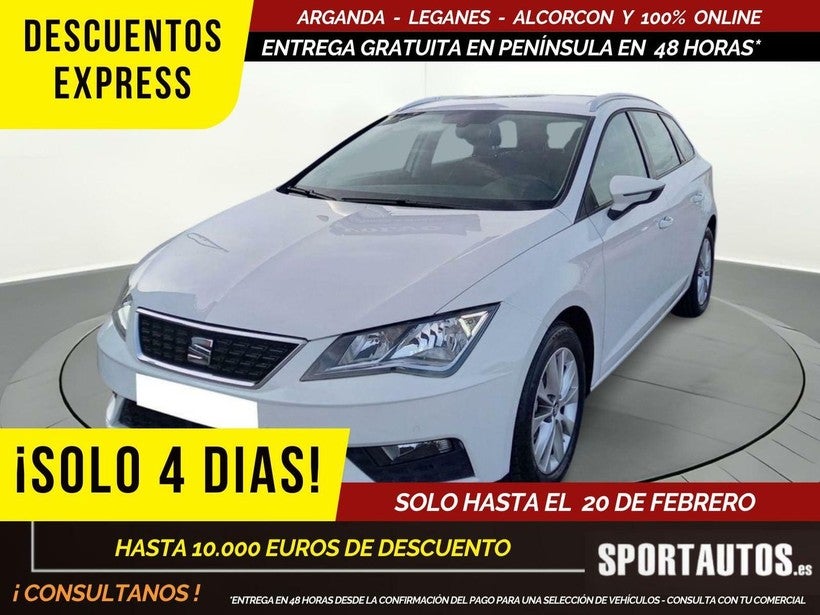 DESCUENTOS
EXPRESS
ARGANDA - LEGANES - ALCORCON Y 100% ONLINE
ENTREGA GRATUITA EN PENÍNSULA EN 48 HORAS*
¡SOLO 4 DIAS!
SOLO HASTA EL 20 DE FEBRERO
HASTA 10.000 EUROS DE DESCUENTO
SPORTAUTOS.es
¡ CONSULTANOS !
*ENTREGA EN 48 HORAS DESDE LA CONFIRMACIÓN DEL PAGO PARA UNA SELECCIÓN DE VEHÍCULOS - CONSULTA CON TU COMERCIAL